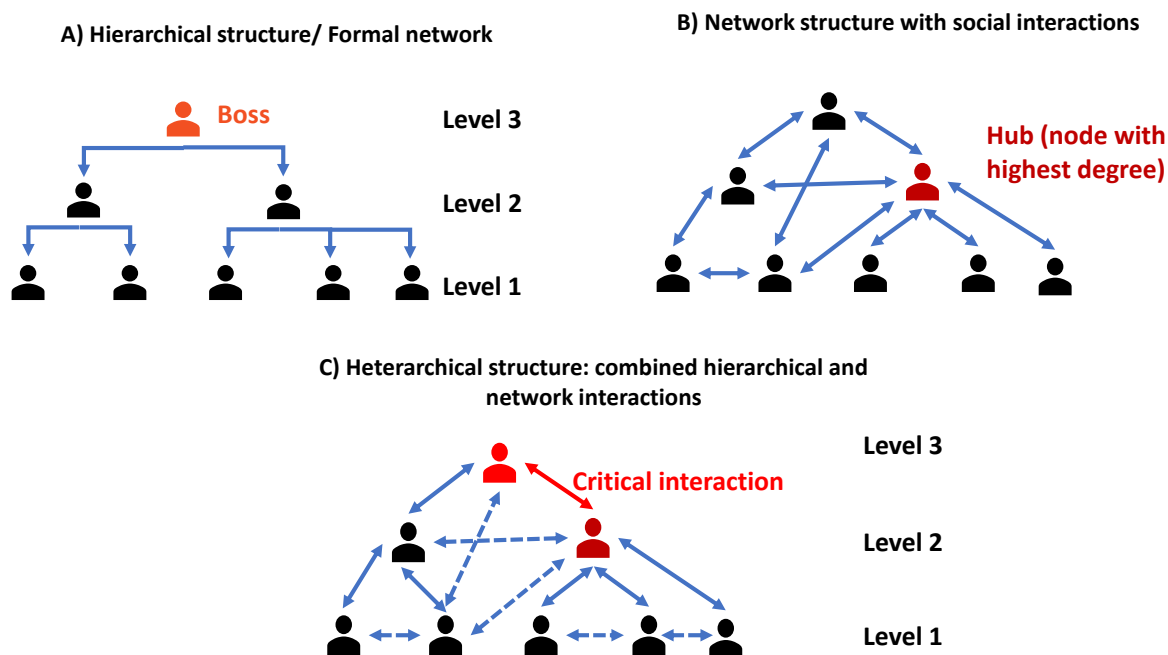 A) Hierarchical structure/ Formal network
Boss
Level 3
Level 2
Level 1
B) Network structure with social interactions
Hub (node with
highest degree)
C) Heterarchical structure: combined hierarchical and
network interactions
Level 3
Critical interaction
Level 2
Level 1